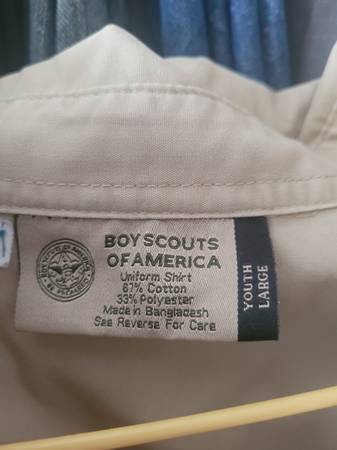 BOY SCOUTS
OF AMERICA
Uniform Shirt
67% Cotton
33% Polyester
Made in Bangladesh
See Reverse For Care
YOUTH
LARGE